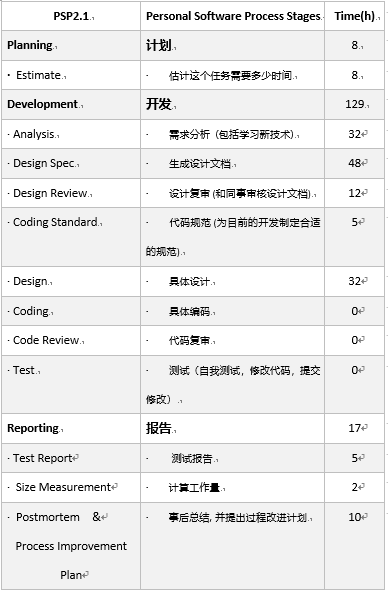 PSP2.1 Personal Software Process Stages Time(h)
Planning 计划 8
· Estimate · 估计这个任务需要多少时间 8
Development 开发 129
· Analysis · 需求分析 (包括学习新技术) 32
· Design Spec · 生成设计文档 48
· Design Review · 设计复审 (和同事审核设计文档) 12
· Coding Standard · 代码规范 (为目前的开发制定合适 5
的规范)
· Design · 具体设计 32
· Coding · 具体编码 0
· Code Review · 代码复审 0
· Test · 测试（自我测试，修改代码，提交 0
修改）
Reporting 报告 17
· Test Report · 测试报告 5
· Size Measurement · 计算工作量 2
· Postmortem & · 事后总结, 并提出过程改进计划 10
Process Improvement
Plan